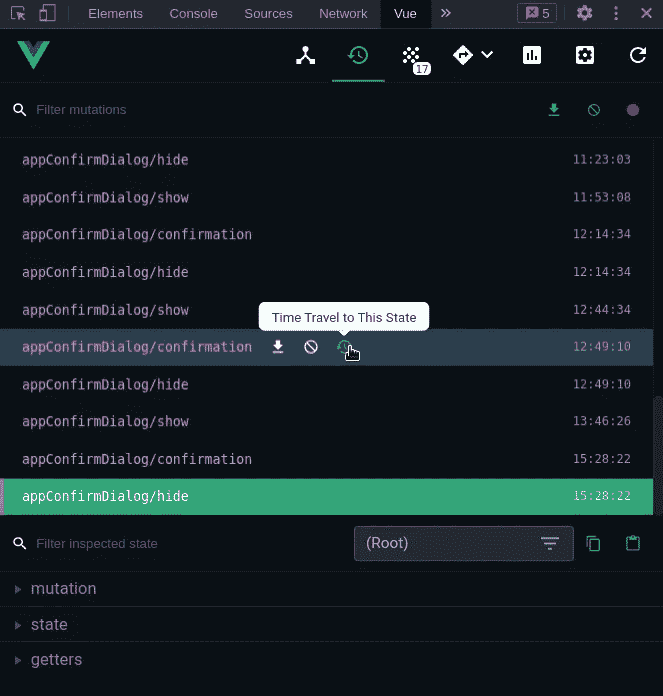 Elements Console Sources Network Vue 5
17
Filter mutations
appConfirmDialog/hide 11:23:03
appConfirmDialog/show 11:53:08
appConfirmDialog/confirmation 12:14:34
appConfirmDialog/hide 12:14:34
appConfirmDialog/show 12:44:34
Time Travel to This State
appConfirmDialog/confirmation 12:49:10
appConfirmDialog/hide 12:49:10
appConfirmDialog/show 13:46:26
appConfirmDialog/confirmation 15:28:22
appConfirmDialog/hide 15:28:22
Filter inspected state (Root)
mutation
state
getters